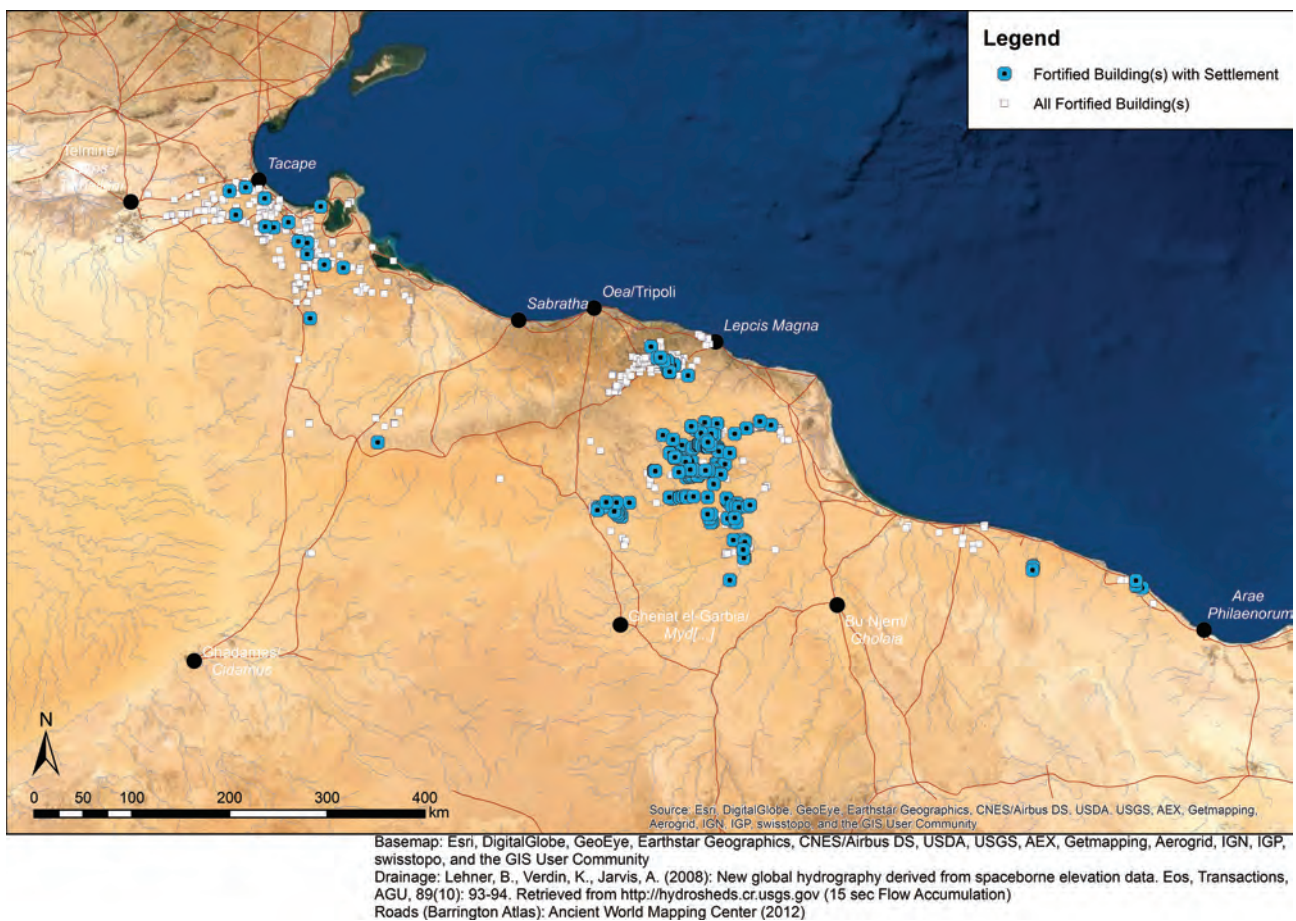 Legend
Fortified Building(s) with Settlement
All Fortified Building(s)
Telmine/
Tacape
Sabratha
Oea/Tripoli
Lepcis Magna
Arae
Philaenorum
Gheriat el-Garbia/
Myd[...]
Bu Njem/
Gholaia
Ghadames/
Cidamus
N
0 50 100 200 300 400
km
Source: Esri, DigitalGlobe, GeoEye, Earthstar Geographics, CNES/Airbus DS, USDA, USGS, AEX, Getmapping,
Aerogrid, IGN, IGP, swisstopo, and the GIS User Community
Basemap: Esri, DigitalGlobe, GeoEye, Earthstar Geographics, CNES/Airbus DS, USDA, USGS, AEX, Getmapping, Aerogrid, IGN, IGP,
swisstopo, and the GIS User Community
Drainage: Lehner, B., Verdin, K., Jarvis, A. (2008): New global hydrography derived from spaceborne elevation data. Eos, Transactions,
AGU, 89(10): 93-94. Retrieved from http://hydrosheds.cr.usgs.gov (15 sec Flow Accumulation)
Roads (Barrington Atlas): Ancient World Mapping Center (2012)